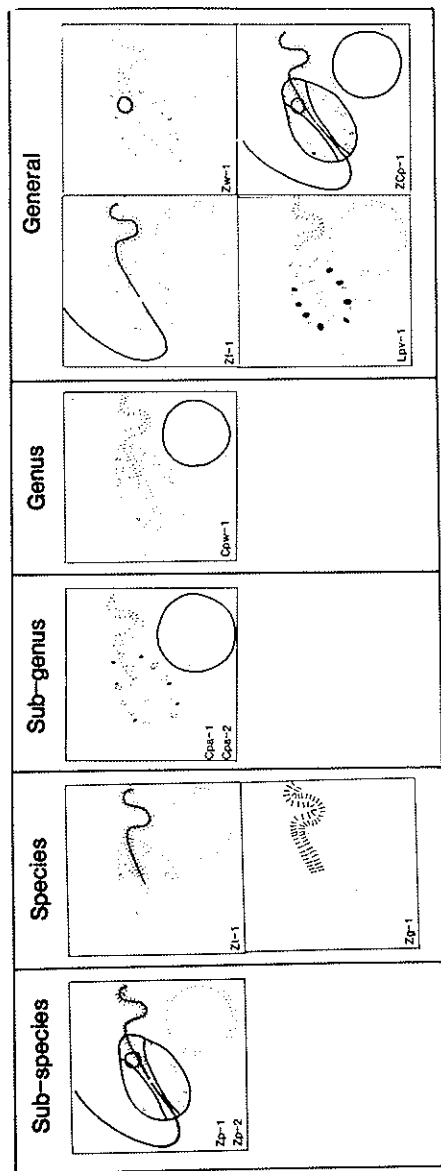 Sub-species
Zp-1
Zp-2
Species
Zl-1
Zg-1
Sub-genus
Cpa-1
Cpa-2
Genus
Cpw-1
General
Zf-1
Zw-1
Lpv-1
ZCp-1